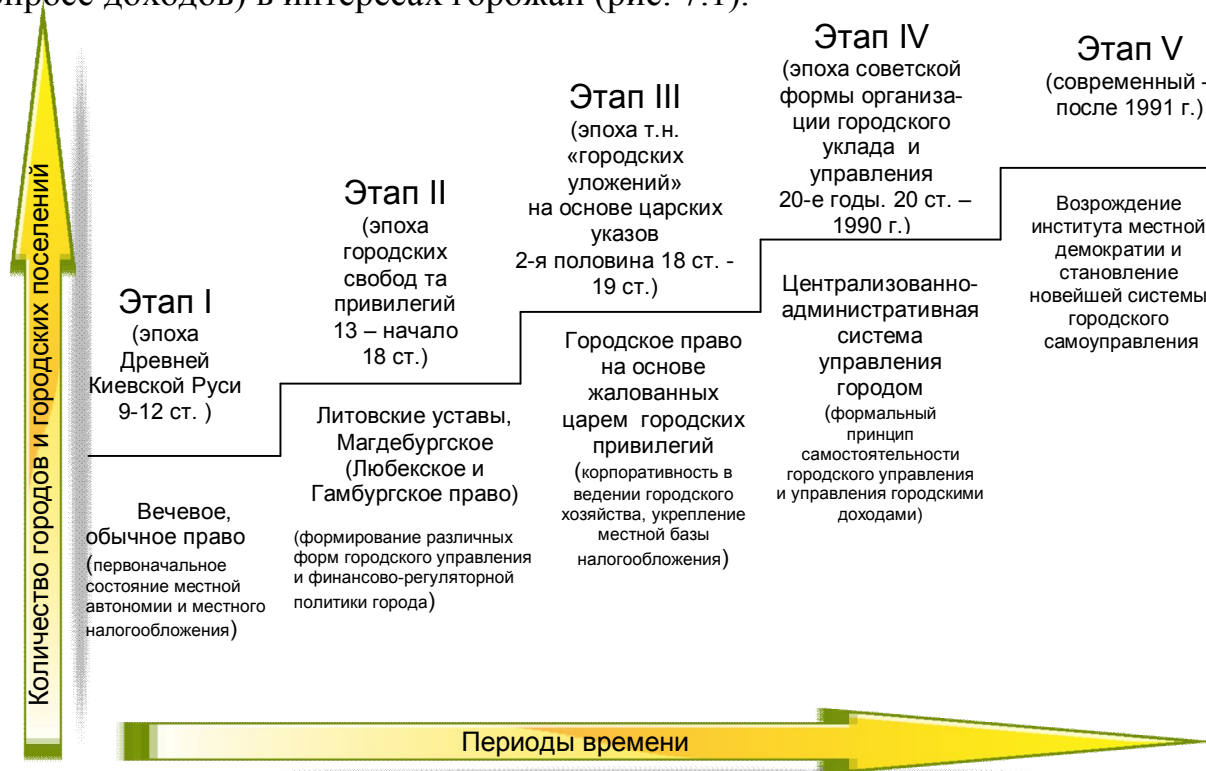 доходов) в интересах горожан (рис. 7.1).
Этап I
(эпоха
Древней
Киевской Руси
9-12 ст. )
Вечевое,
обычное право
(первоначальное
состояние местной
автономии и местного
налогообложения)
Этап II
(эпоха
городских
свобод та
привилегий
13 – начало
18 ст.)
Литовские уставы,
Магдебургское
(Любекское и
Гамбургское право)
(формирование различных
форм городского управления
и финансово-регуляторной
политики города)
Этап III
(эпоха т.н.
«городских
уложений»
на основе царских
указов
2-я половина 18 ст. -
19 ст.)
Городское право
на основе
жалованных
царем городских
привилегий
(корпоративность в
ведении городского
хозяйства, укрепление
местной базы
налогообложения)
Этап IV
(эпоха советской
формы организа-
ции городского
уклада и
управления
20-е годы. 20 ст. –
1990 г.)
Централизованно-
административная
система
управления
городом
(формальный
принцип
самостоятельности
городского управления
и управления городскими
доходами)
Этап V
(современный -
после 1991 г.)
Возрождение
института местной
демократии и
становление
новейшей системы
городского
самоуправления
Количество городов и городских поселений
Периоды времени